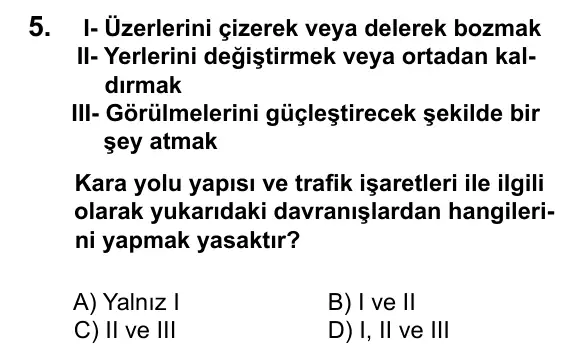 5. I- Üzerlerini çizerek veya delerek bozmak
II- Yerlerini değiştirmek veya ortadan kal-
dırmak
III- Görülmelerini güçleştirecek şekilde bir
şey atmak
Kara yolu yapısı ve trafik işaretleri ile ilgili
olarak yukarıdaki davranışlardan hangileri-
ni yapmak yasaktır?
A) Yalnız I B) I ve II
C) II ve III D) I, II ve III